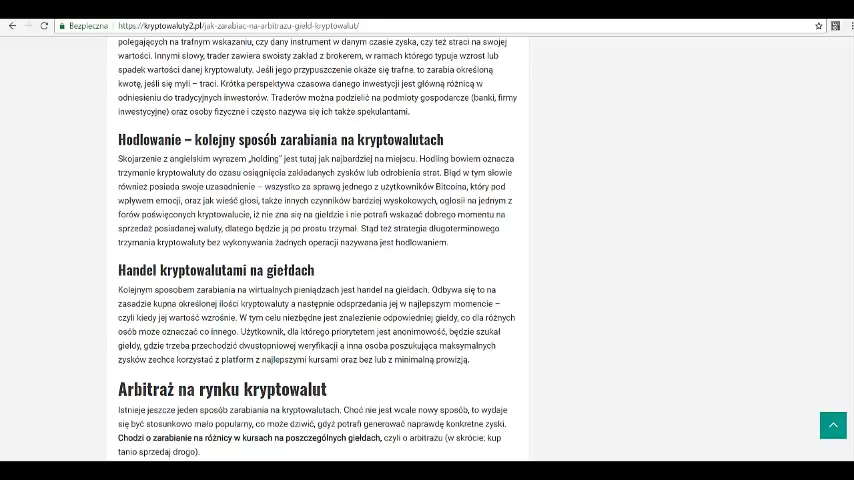 Bezpieczna https://kryptowaluty2.pl/jak-zarabiac-na-arbitrazu-gield-kryptowalut/
polegających na trafnym wskazaniu, czy dany instrument w danym czasie zyska, czy też straci na swojej
wartości. Innymi słowy, trader zawiera swoisty zakład z brokerem, w ramach którego typuje wzrost lub
spadek wartości danej kryptowaluty. Jeśli jego przypuszczenie okaże się trafne, to zarabia określoną
kwotę, jeśli się myli – traci. Krótka perspektywa czasowa danego inwestycji jest główną różnicą w
odniesieniu do tradycyjnych inwestorów. Traderów można podzielić na podmioty gospodarcze (banki, firmy
inwestycyjne) oraz osoby fizyczne i często nazywa się ich także spekulantami.
Hodlowanie – kolejny sposób zarabiania na kryptowalutach
Skojarzenie z angielskim wyrazem „holding” jest tutaj jak najbardziej na miejscu. Hodling bowiem oznacza
trzymanie kryptowaluty do czasu osiągnięcia zakładanych zysków lub odrobienia strat. Błąd w tym słowie
również posiada swoje uzasadnienie – wszystko za sprawą jednego z użytkowników Bitcoina, który pod
wpływem emocji, oraz jak wieść głosi, także innych czynników bardziej wyskokowych, ogłosił na jednym z
forów poświęconych kryptowalucie, iż nie zna się na giełdzie i nie potrafi wskazać dobrego momentu na
sprzedaż posiadanej waluty, dlatego będzie ją po prostu trzymał. Stąd też strategia długoterminowego
trzymania kryptowaluty bez wykonywania żadnych operacji nazywana jest hodlowaniem.
Handel kryptowalutami na giełdach
Kolejnym sposobem zarabiania na wirtualnych pieniądzach jest handel na giełdach. Odbywa się to na
zasadzie kupna określonej ilości kryptowaluty a następnie odsprzedania jej w najlepszym momencie –
czyli kiedy jej wartość wzrośnie. W tym celu niezbędne jest znalezienie odpowiedniej giełdy, co dla różnych
osób może oznaczać co innego. Użytkownik, dla którego priorytetem jest anonimowość, będzie szukał
giełdy, gdzie trzeba przechodzić dwustopniowej weryfikacji a inna osoba poszukująca maksymalnych
zysków zechce korzystać z platform z najlepszymi kursami oraz bez lub z minimalną prowizją.
Arbitraż na rynku kryptowalut
Istnieje jeszcze jeden sposób zarabiania na kryptowalutach. Choć nie jest wcale nowy sposób, to wydaje
się być stosunkowo mało popularny, co może dziwić, gdyż potrafi generować naprawdę konkretne zyski.
Chodzi o zarabianie na różnicy w kursach na poszczególnych giełdach, czyli o arbitrażu (w skrócie: kup
tanio sprzedaj drogo).